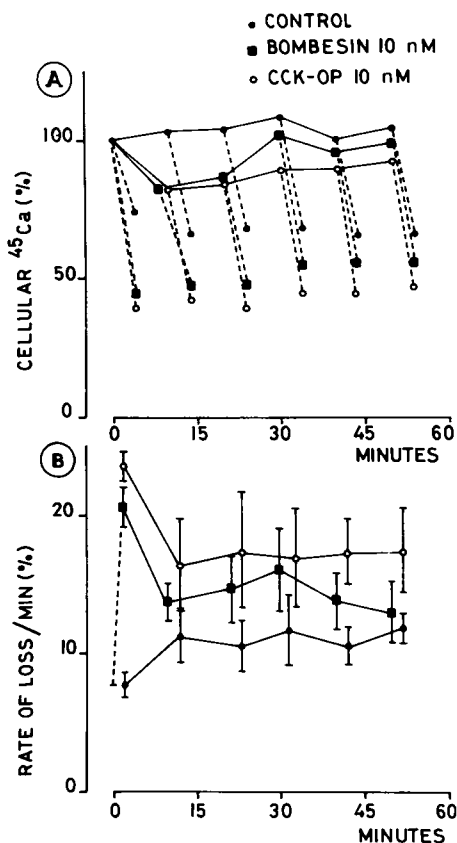 CONTROL
BOMBESIN 10 nM
CCK-OP 10 nM
A
CELLULAR 45Ca (%)
100
50
0
0 15 30 45 60
MINUTES
B
RATE OF LOSS/MIN (%)
20
10
0
0 15 30 45 60
MINUTES